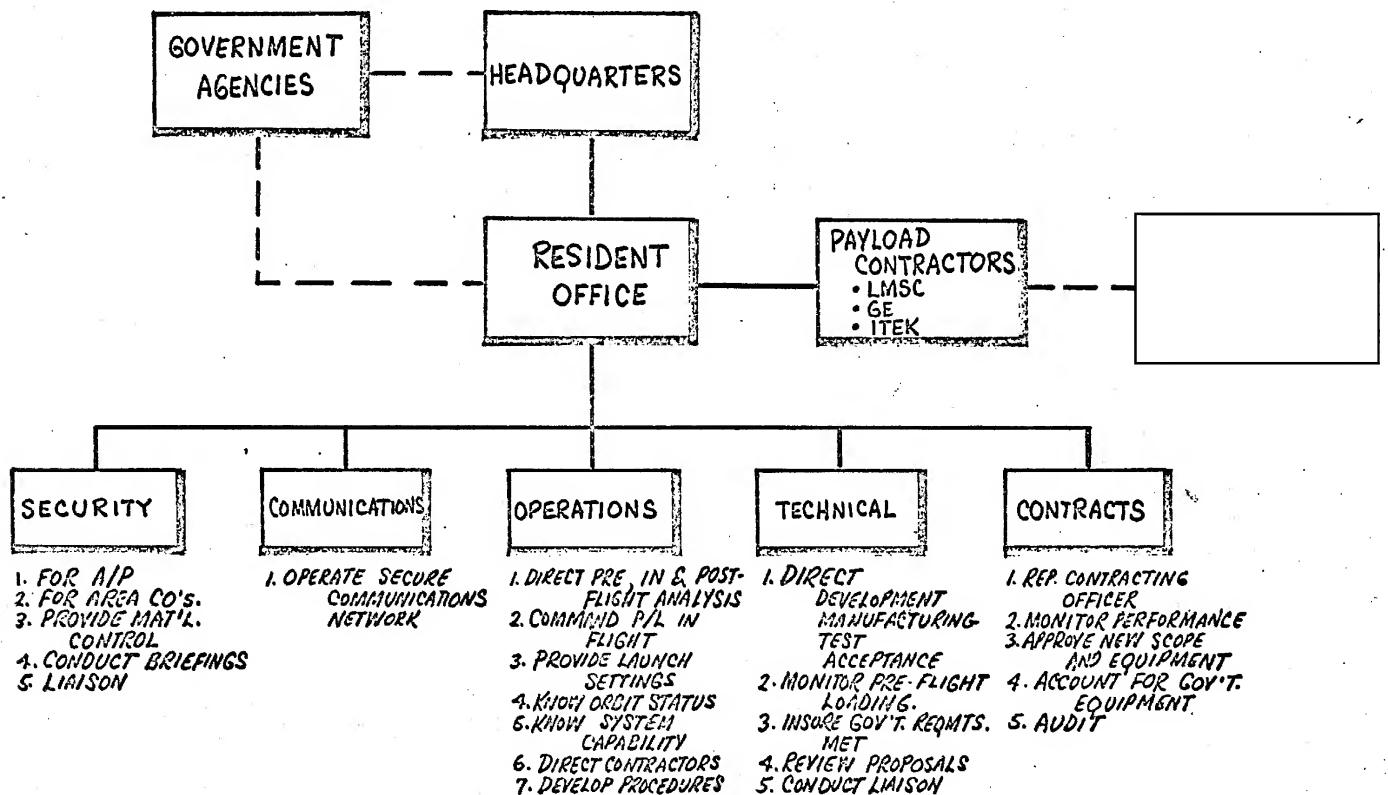 GOVERNMENT
AGENCIES
HEADQUARTERS
RESIDENT
OFFICE
PAYLOAD
CONTRACTORS
• LMSC
• GE
• ITEK
SECURITY
1. FOR A/P
2. FOR AREA CO'S.
3. PROVIDE MAT'L.
CONTROL
4. CONDUCT BRIEFINGS
5. LIAISON
COMMUNICATIONS
1. OPERATE SECURE
COMMUNICATIONS
NETWORK
OPERATIONS
1. DIRECT PRE, IN & POST-
FLIGHT ANALYSIS
2. COMMAND P/L IN
FLIGHT
3. PROVIDE LAUNCH
SETTINGS
4. KNOW ORBIT STATUS
5. KNOW SYSTEM
CAPABILITY
6. DIRECT CONTRACTORS
7. DEVELOP PROCEDURES
TECHNICAL
1. DIRECT
DEVELOPMENT
MANUFACTURING
TEST
ACCEPTANCE
2. MONITOR PRE-FLIGHT
LOADING.
3. INSURE GOV'T. REQMTS.
MET
4. REVIEW PROPOSALS
5. CONDUCT LIAISON
CONTRACTS
1. REP. CONTRACTING
OFFICER
2. MONITOR PERFORMANCE
3. APPROVE NEW SCOPE
AND EQUIPMENT
4. ACCOUNT FOR GOV'T.
EQUIPMENT
5. AUDIT